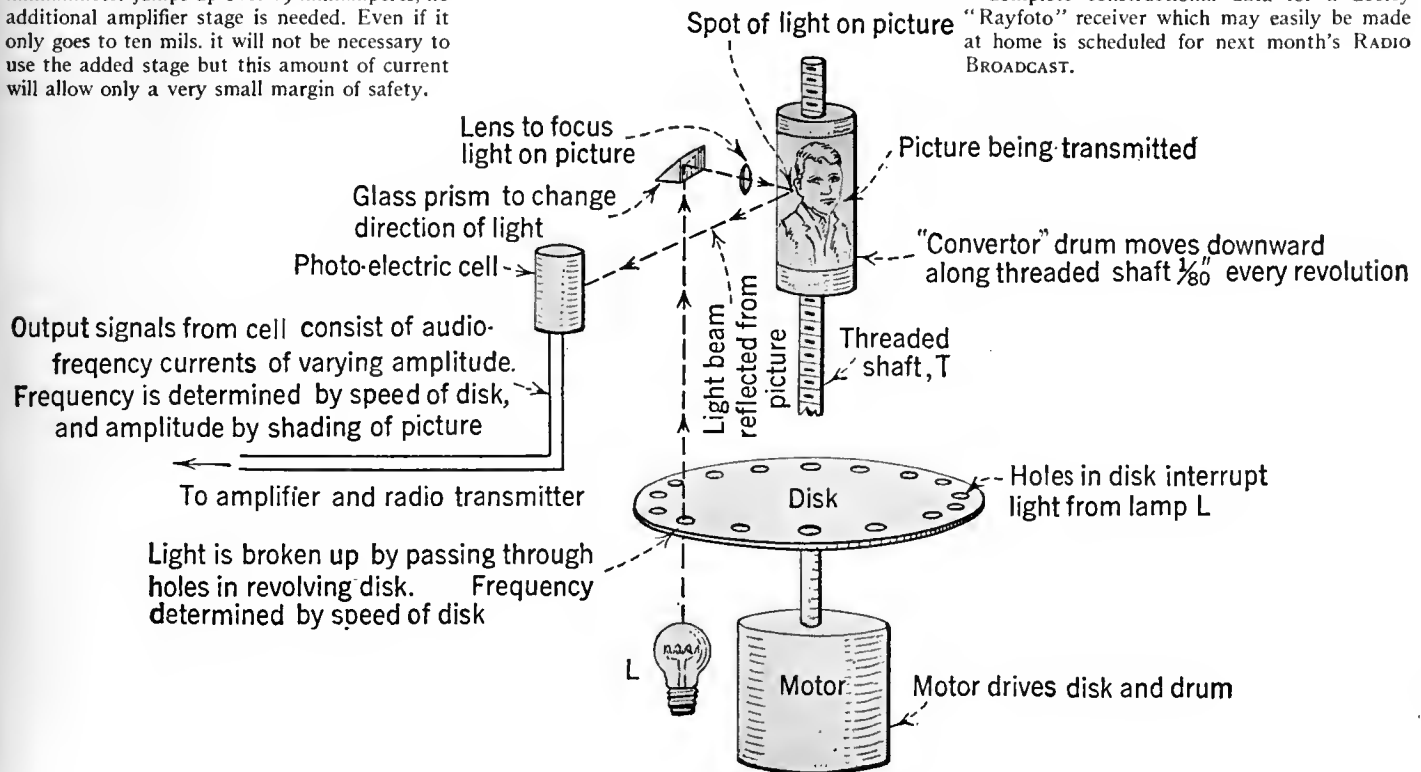 additional amplifier stage is needed. Even if it
only goes to ten mils. it will not be necessary to
use the added stage but this amount of current
will allow only a very small margin of safety.
"Rayfoto" receiver which may easily be made
at home is scheduled for next month's RADIO
BROADCAST.
Spot of light on picture
Lens to focus
light on picture
Picture being transmitted
Glass prism to change
direction of light
"Convertor" drum moves downward
along threaded shaft 1/80" every revolution
Photo-electric cell
Output signals from cell consist of audio-
freqency currents of varying amplitude.
Frequency is determined by speed of disk,
and amplitude by shading of picture
Light beam
reflected from
picture
Threaded
shaft, T
To amplifier and radio transmitter
Disk
Holes in disk interrupt
light from lamp L
Light is broken up by passing through
holes in revolving disk. Frequency
determined by speed of disk
L
Motor
Motor drives disk and drum